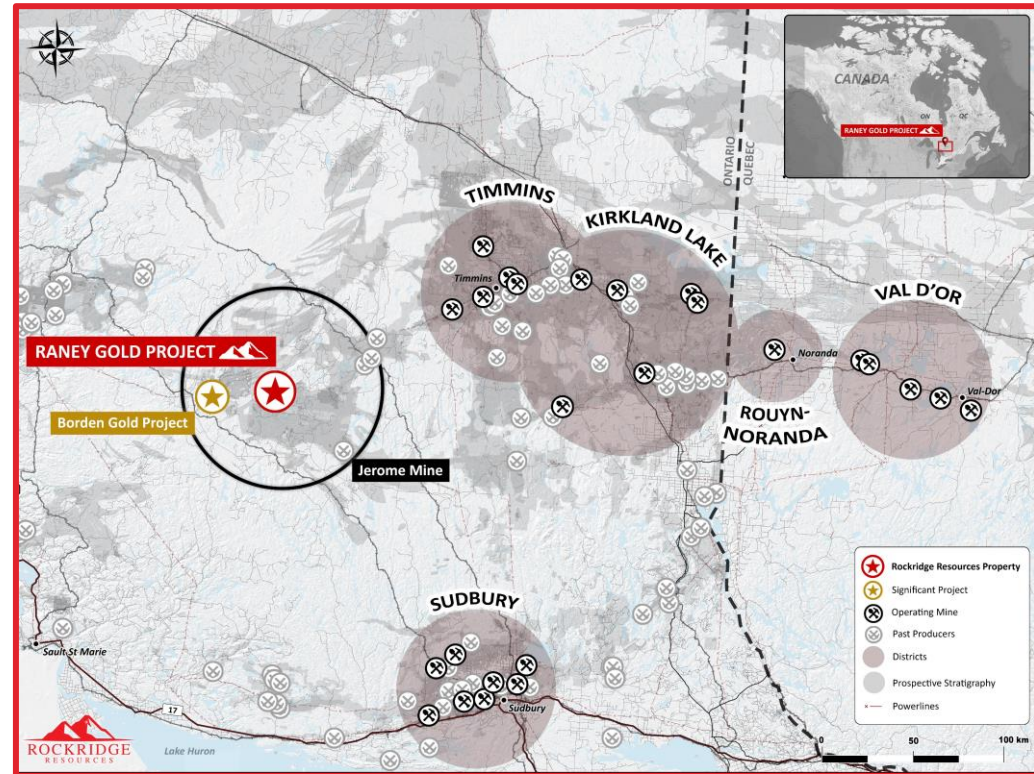 CANADA
ON
QC
RANEY GOLD PROJECT
ONTARIO
QUEBEC
TIMMINS
KIRKLAND LAKE
Timmins
VAL D'OR
RANEY GOLD PROJECT
Noranda
Borden Gold Project
Val-Dor
ROUYN-
NORANDA
Jerome Mine
SUDBURY
Sault St Marie
Sudbury
17
Lake Huron
ROCKRIDGE
RESOURCES
Rockridge Resources Property
Significant Project
Operating Mine
Past Producers
Districts
Prospective Stratigraphy
Powerlines
0
50
100 km